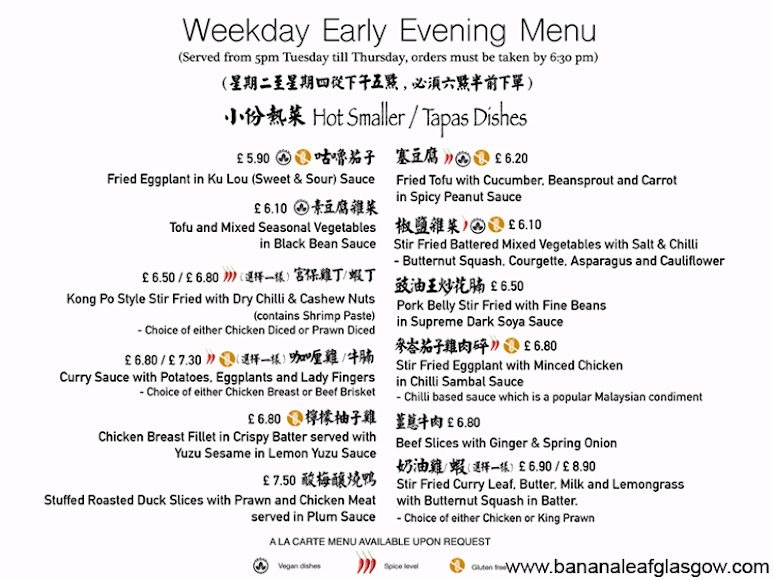 Weekday Early Evening Menu
(Served from 5pm Tuesday till Thursday, orders must be taken by 6:30 pm)
(星期二至星期四從下午五點，必須六點半前下單)
小份熱菜 Hot Smaller / Tapas Dishes
£ 5.90 咕嚕茄子
Fried Eggplant in Ku Lou (Sweet & Sour) Sauce
£ 6.10 素豆腐雜菜
Tofu and Mixed Seasonal Vegetables
in Black Bean Sauce
£ 6.50 / £ 6.80 (選擇一樣) 宮保雞丁/蝦丁
Kong Po Style Stir Fried with Dry Chilli & Cashew Nuts
(contains Shrimp Paste)
- Choice of either Chicken Diced or Prawn Diced
£ 6.80 / £ 7.30 (選擇一樣) 咖喱雞/牛腩
Curry Sauce with Potatoes, Eggplants and Lady Fingers
- Choice of either Chicken Breast or Beef Brisket
£ 6.80 檸檬柚子雞
Chicken Breast Fillet in Crispy Batter served with
Yuzu Sesame in Lemon Yuzu Sauce
£ 7.50 酸梅釀燒鴨
Stuffed Roasted Duck Slices with Prawn and Chicken Meat
served in Plum Sauce
塞豆腐 £ 6.20
Fried Tofu with Cucumber, Beansprout and Carrot
in Spicy Peanut Sauce
椒鹽雜菜 £ 6.10
Stir Fried Battered Mixed Vegetables with Salt & Chilli
- Butternut Squash, Courgette, Asparagus and Cauliflower
豉油王炒花腩 £ 6.50
Pork Belly Stir Fried with Fine Beans
in Supreme Dark Soya Sauce
參峇茄子雞肉碎 £ 6.80
Stir Fried Eggplant with Minced Chicken
in Chilli Sambal Sauce
- Chilli based sauce which is a popular Malaysian condiment
薑蔥牛肉 £ 6.80
Beef Slices with Ginger & Spring Onion
奶油雞/蝦 (選擇一樣) £ 6.90 / £ 8.90
Stir Fried Curry Leaf, Butter, Milk and Lemongrass
with Butternut Squash in Batter.
- Choice of either Chicken or King Prawn
A LA CARTE MENU AVAILABLE UPON REQUEST
Vegan dishes Spice level Gluten free
www.bananaleafglasgow.com